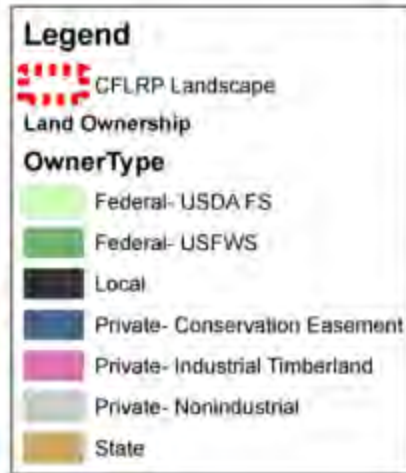 Legend
CFLRP Landscape
Land Ownership
OwnerType
Federal- USDA FS
Federal- USFWS
Local
Private- Conservation Easement
Private- Industrial Timberland
Private- Nonindustrial
State